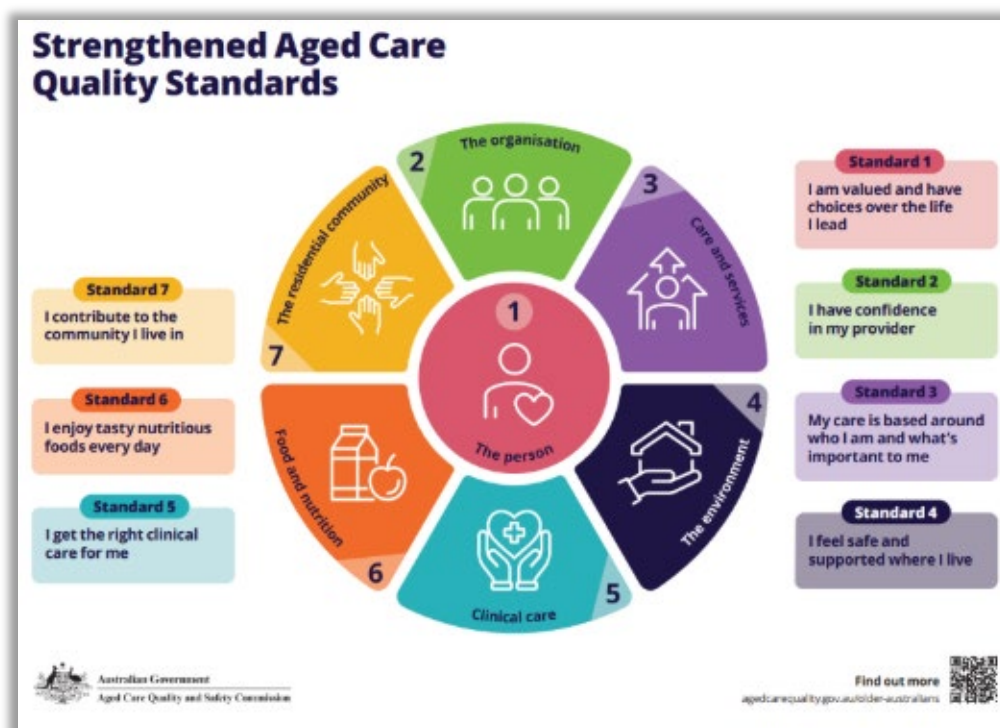 Strengthened Aged Care
Quality Standards
2
The organisation
3
Care and services
4
The environment
5
Clinical care
6
Food and nutrition
7
The residential community
1
The person
Standard 7
I contribute to the
community I live in
Standard 6
I enjoy tasty nutritious
foods every day
Standard 5
I get the right clinical
care for me
Standard 1
I am valued and have
choices over the life
I lead
Standard 2
I have confidence
in my provider
Standard 3
My care is based around
who I am and what's
important to me
Standard 4
I feel safe and
supported where I live
Australian Government
Aged Care Quality and Safety Commission
Find out more
agedcarequality.gov.au/older-australians